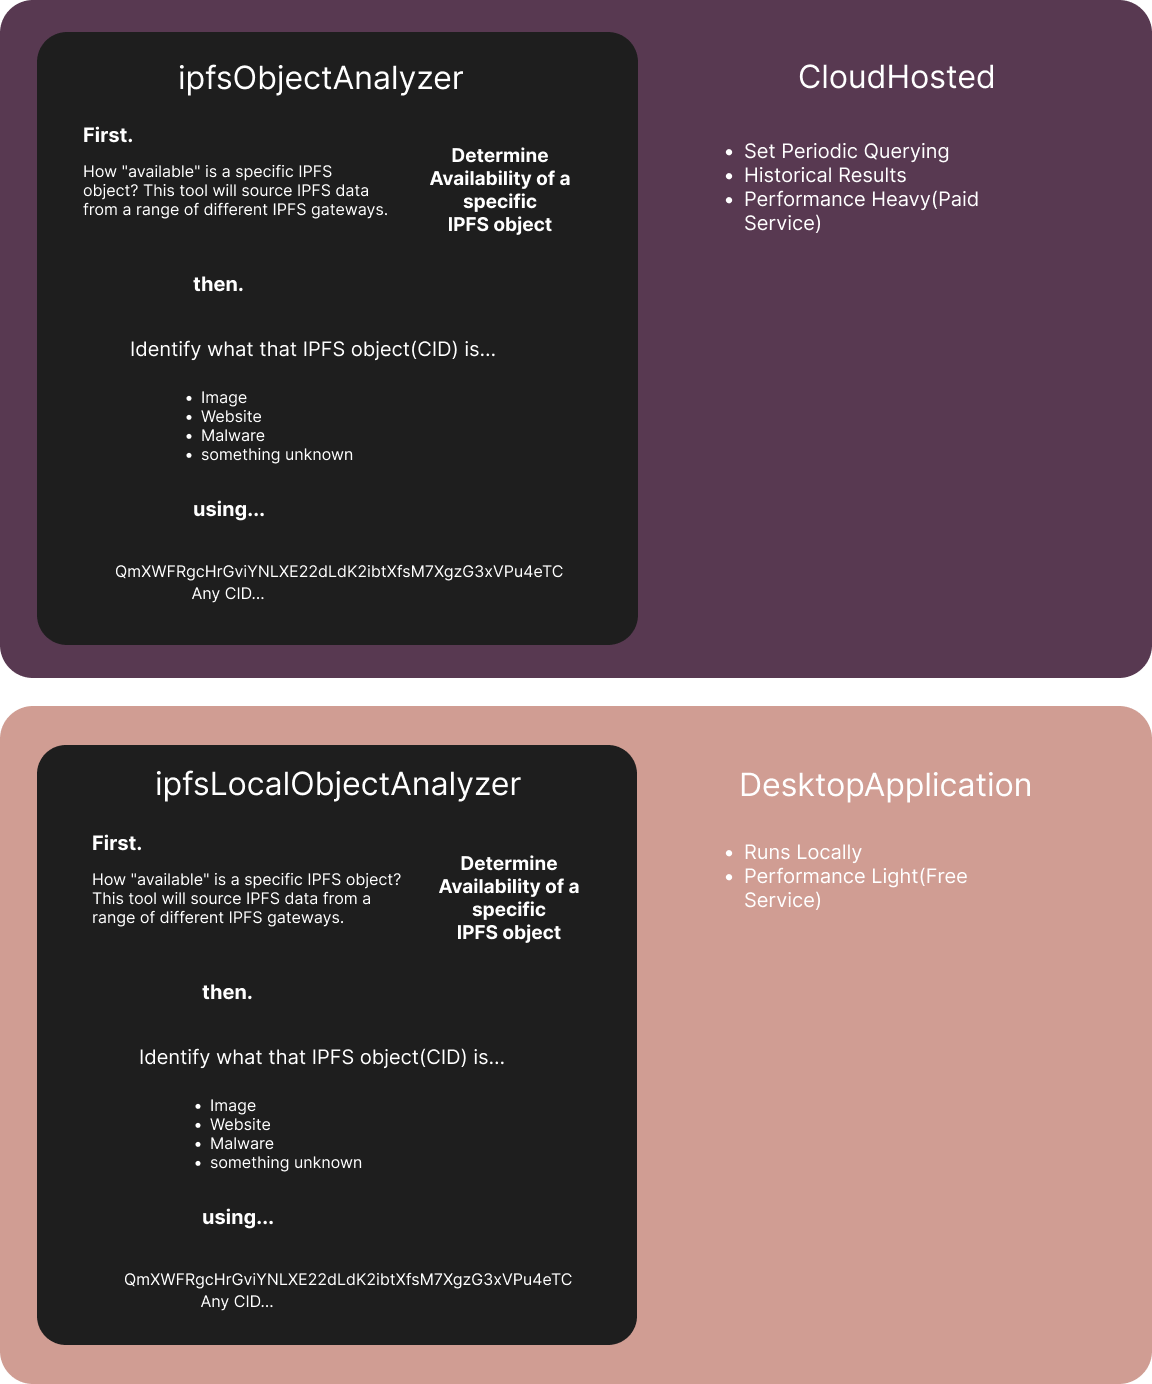 ipfsObjectAnalyzer
First.
How "available" is a specific IPFS
object? This tool will source IPFS data
from a range of different IPFS gateways.
Determine
Availability of a
specific
IPFS object
then.
Identify what that IPFS object(CID) is...
• Image
• Website
• Malware
• something unknown
using...
QmXWFRgcHrGviYNLXE22dLdK2ibtXfsM7XgzG3xVPu4eTC
Any CID...
CloudHosted
• Set Periodic Querying
• Historical Results
• Performance Heavy(Paid
Service)
ipfsLocalObjectAnalyzer
First.
How "available" is a specific IPFS object?
This tool will source IPFS data from a
range of different IPFS gateways.
Determine
Availability of a
specific
IPFS object
then.
Identify what that IPFS object(CID) is...
• Image
• Website
• Malware
• something unknown
using...
QmXWFRgcHrGviYNLXE22dLdK2ibtXfsM7XgzG3xVPu4eTC
Any CID...
DesktopApplication
• Runs Locally
• Performance Light(Free
Service)